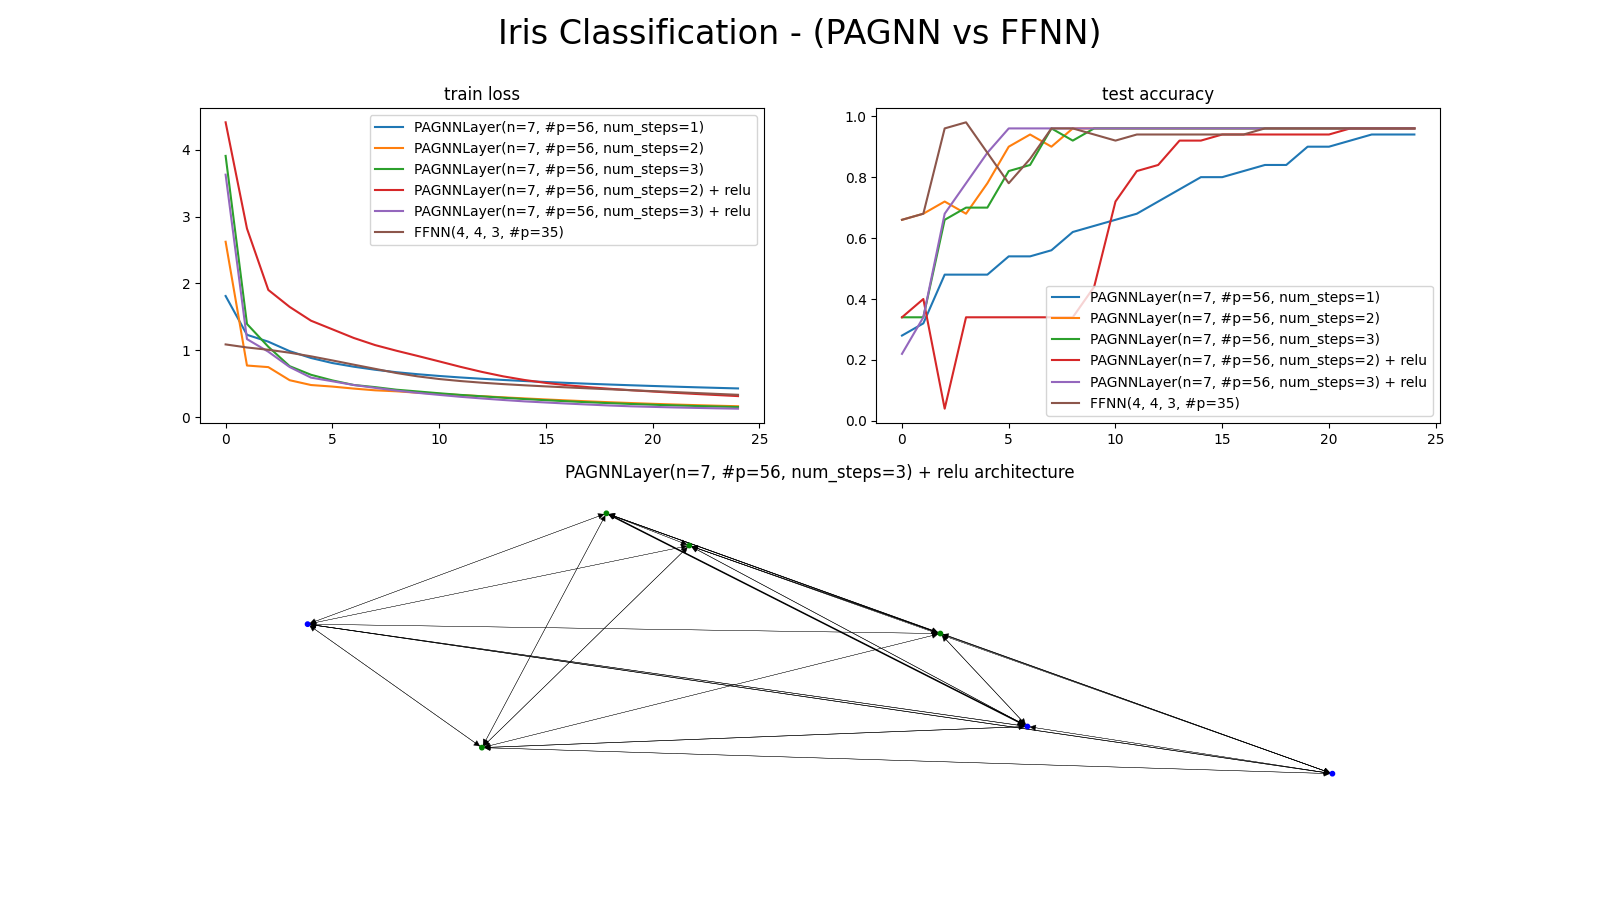 Iris Classification - (PAGNN vs FFNN)
train loss
PAGNNLayer(n=7, #p=56, num_steps=1)
PAGNNLayer(n=7, #p=56, num_steps=2)
PAGNNLayer(n=7, #p=56, num_steps=3)
PAGNNLayer(n=7, #p=56, num_steps=2) + relu
PAGNNLayer(n=7, #p=56, num_steps=3) + relu
FFNN(4, 4, 3, #p=35)
4
3
2
1
0
0 5 10 15 20 25
test accuracy
1.0
0.8
0.6
0.4
0.2
0.0
PAGNNLayer(n=7, #p=56, num_steps=1)
PAGNNLayer(n=7, #p=56, num_steps=2)
PAGNNLayer(n=7, #p=56, num_steps=3)
PAGNNLayer(n=7, #p=56, num_steps=2) + relu
PAGNNLayer(n=7, #p=56, num_steps=3) + relu
FFNN(4, 4, 3, #p=35)
0 5 10 15 20 25
PAGNNLayer(n=7, #p=56, num_steps=3) + relu architecture